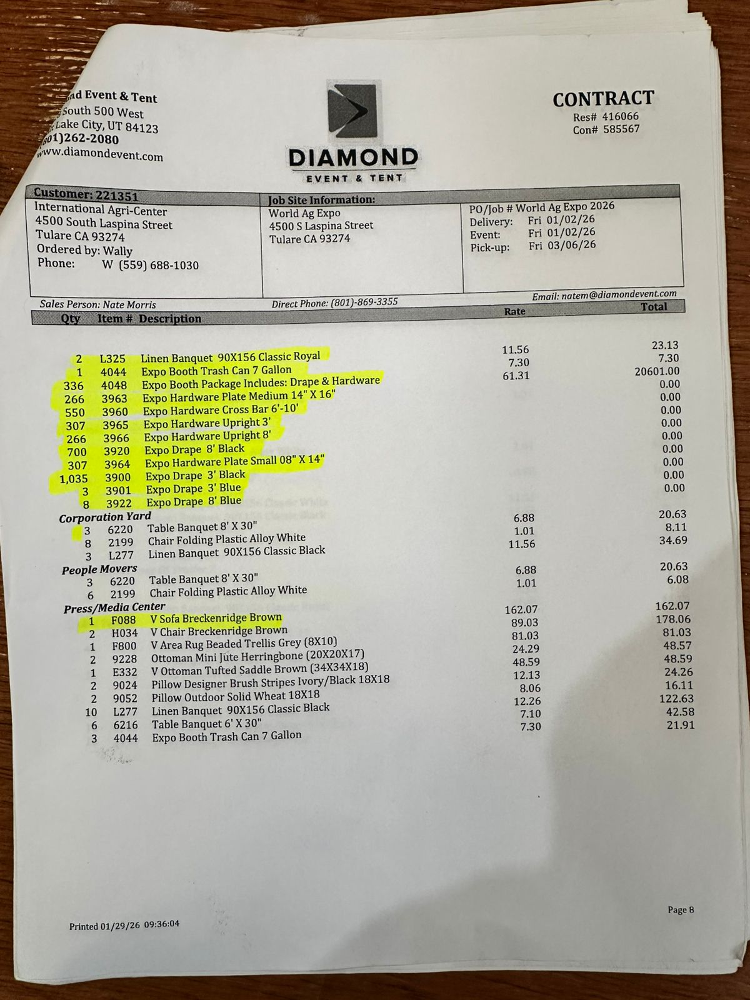 nd Event & Tent
South 500 West
Lake City, UT 84123
01)262-2080
www.diamondevent.com
DIAMOND
EVENT & TENT
CONTRACT
Res# 416066
Con# 585567
Customer: 221351
International Agri-Center
4500 South Laspina Street
Tulare CA 93274
Ordered by: Wally
Phone: W (559) 688-1030
Job Site Information:
World Ag Expo
4500 S Laspina Street
Tulare CA 93274
PO/Job # World Ag Expo 2026
Delivery: Fri 01/02/26
Event: Fri 01/02/26
Pick-up: Fri 03/06/26
Sales Person: Nate Morris Direct Phone: (801)-869-3355 Email: natem@diamondevent.com
Qty Item # Description Rate Total
2 L325 Linen Banquet 90X156 Classic Royal 11.56 23.13
1 4044 Expo Booth Trash Can 7 Gallon 7.30 7.30
336 4048 Expo Booth Package Includes: Drape & Hardware 61.31 20601.00
266 3963 Expo Hardware Plate Medium 14" X 16" 0.00
550 3960 Expo Hardware Cross Bar 6'-10' 0.00
307 3965 Expo Hardware Upright 3' 0.00
266 3966 Expo Hardware Upright 8' 0.00
700 3920 Expo Drape 8' Black 0.00
307 3964 Expo Hardware Plate Small 08" X 14" 0.00
1,035 3900 Expo Drape 3' Black 0.00
3 3901 Expo Drape 3' Blue 0.00
8 3922 Expo Drape 8' Blue 0.00
Corporation Yard
3 6220 Table Banquet 8' X 30" 6.88 20.63
8 2199 Chair Folding Plastic Alloy White 1.01 8.11
3 L277 Linen Banquet 90X156 Classic Black 11.56 34.69
People Movers
3 6220 Table Banquet 8' X 30" 6.88 20.63
6 2199 Chair Folding Plastic Alloy White 1.01 6.08
Press/Media Center
1 F088 V Sofa Breckenridge Brown 162.07 162.07
2 H034 V Chair Breckenridge Brown 89.03 178.06
1 F800 V Area Rug Beaded Trellis Grey (8X10) 81.03 81.03
2 9228 Ottoman Mini Jute Herringbone (20X20X17) 24.29 48.57
1 E332 V Ottoman Tufted Saddle Brown (34X34X18) 48.59 48.59
2 9024 Pillow Designer Brush Stripes Ivory/Black 18X18 12.13 24.26
2 9052 Pillow Outdoor Solid Wheat 18X18 8.06 16.11
10 L277 Linen Banquet 90X156 Classic Black 12.26 122.63
6 6216 Table Banquet 6' X 30" 7.10 42.58
3 4044 Expo Booth Trash Can 7 Gallon 7.30 21.91
Printed 01/29/26 09:36:04
Page 8